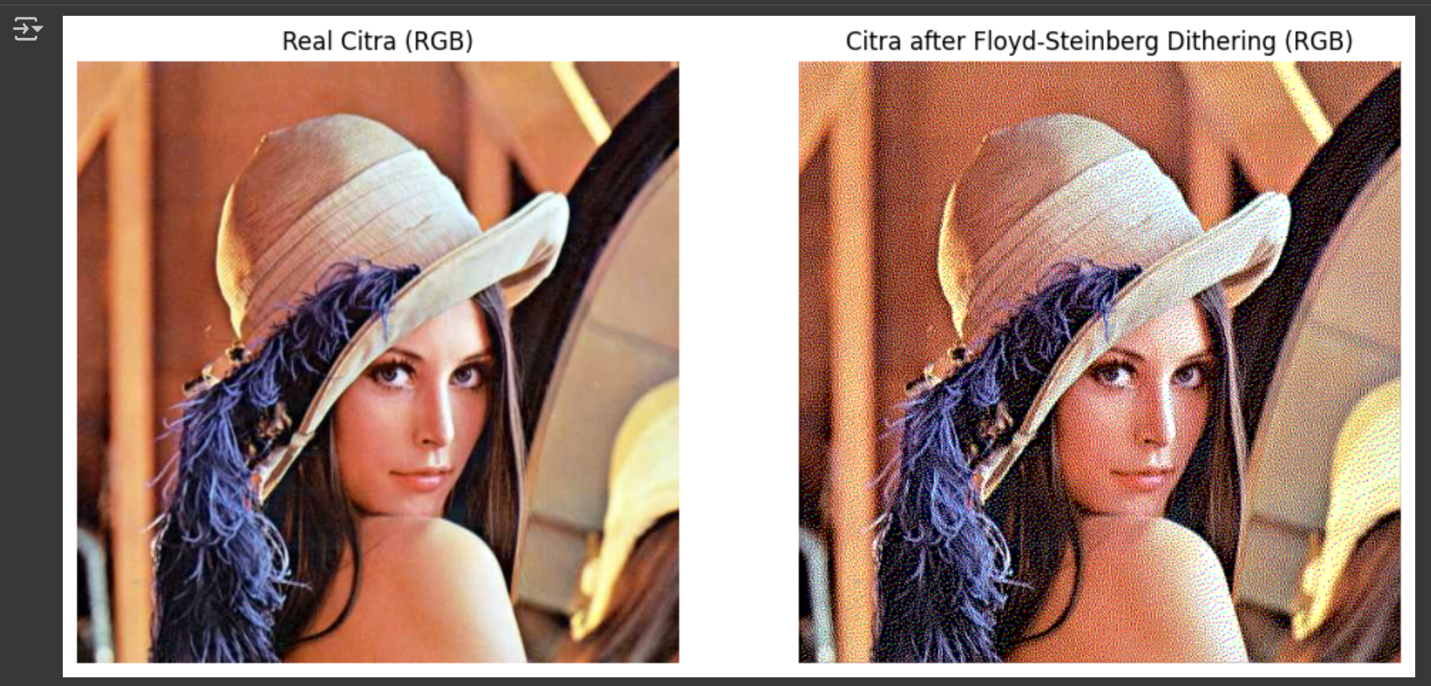 Real Citra (RGB)
Citra after Floyd-Steinberg Dithering (RGB)